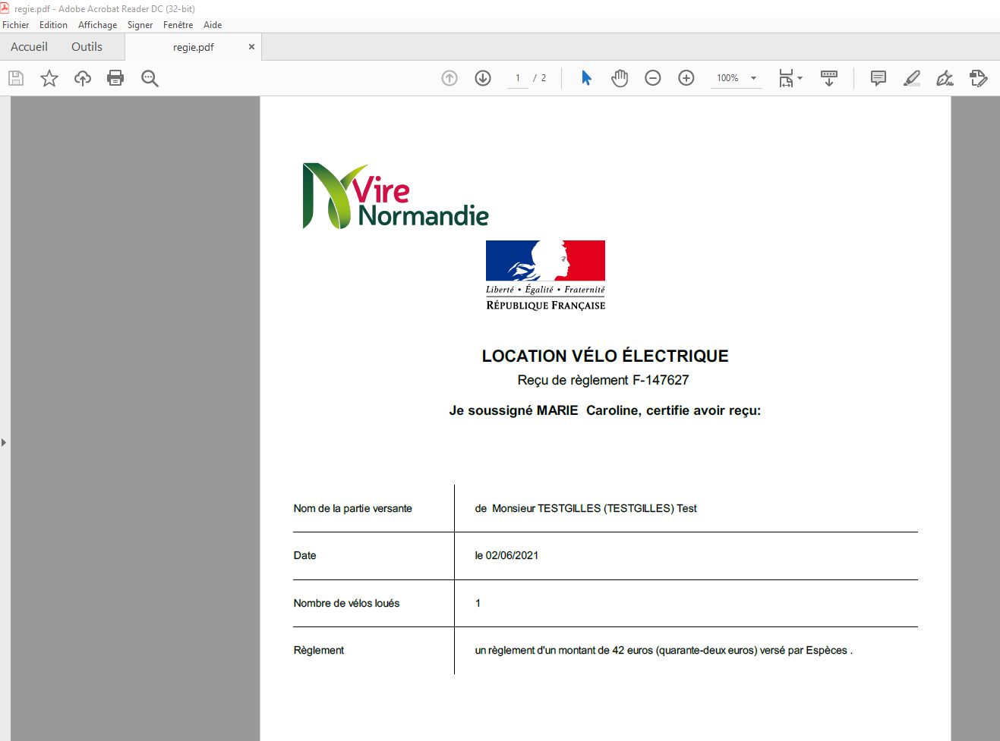 regie.pdf - Adobe Acrobat Reader DC (32-bit)
Fichier Edition Affichage Signer Fenêtre Aide
Accueil Outils regie.pdf ×
1 / 2 100%
Vire
Normandie
Liberté • Égalité • Fraternité
RÉPUBLIQUE FRANÇAISE
LOCATION VÉLO ÉLECTRIQUE
Reçu de règlement F-147627
Je soussigné MARIE  Caroline, certifie avoir reçu:
Nom de la partie versante de  Monsieur TESTGILLES (TESTGILLES) Test
Date le 02/06/2021
Nombre de vélos loués 1
Règlement un règlement d'un montant de 42 euros (quarante-deux euros) versé par Espèces .